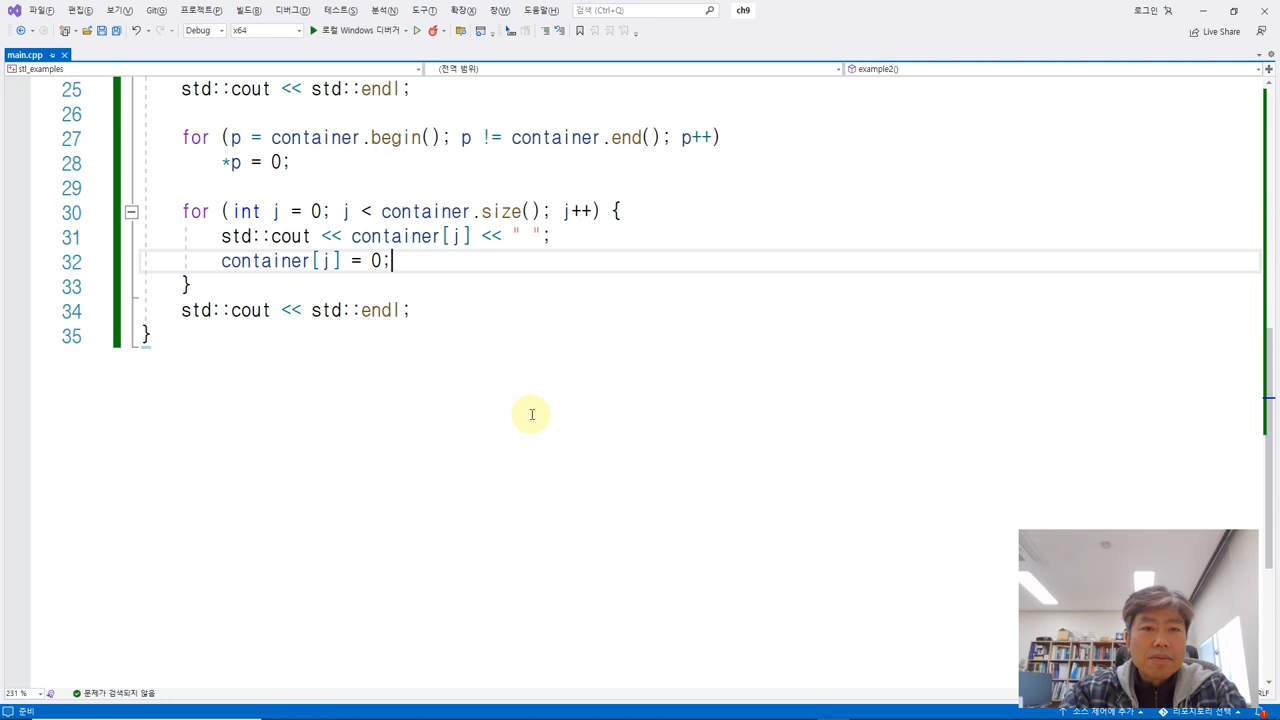 파일(F) 편집(E) 보기(V) Git(G) 프로젝트(P) 빌드(B) 디버그(D) 테스트(S) 분석(N) 도구(T) 확장(X) 창(W) 도움말(H) 검색 (Ctrl+Q) ch9 로그인
Debug x64 로컬 Windows 디버거 Live Share
main.cpp
stl_examples (전역 범위) example2()
25 std::cout << std::endl;
26
27 for (p = container.begin(); p != container.end(); p++)
28 *p = 0;
29
30 for (int j = 0; j < container.size(); j++) {
31 std::cout << container[j] << " ";
32 container[j] = 0;
33 }
34 std::cout << std::endl;
35 }
231 % 문제가 검색되지 않음 RLF
준비 소스 제어에 추가 리포지토리 선택